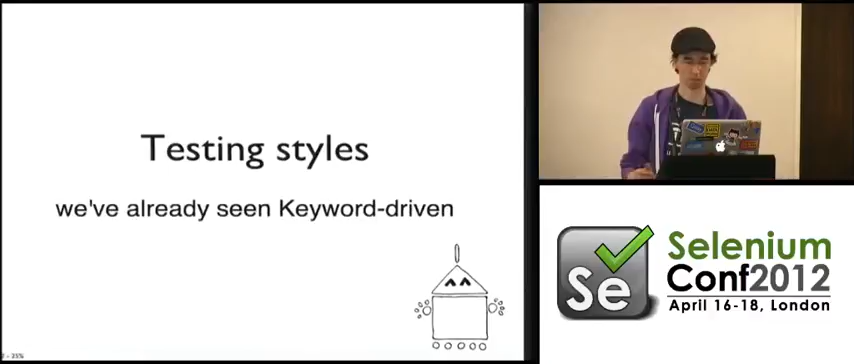 Testing styles
we've already seen Keyword-driven
Se
Selenium
Conf2012
April 16-18, London